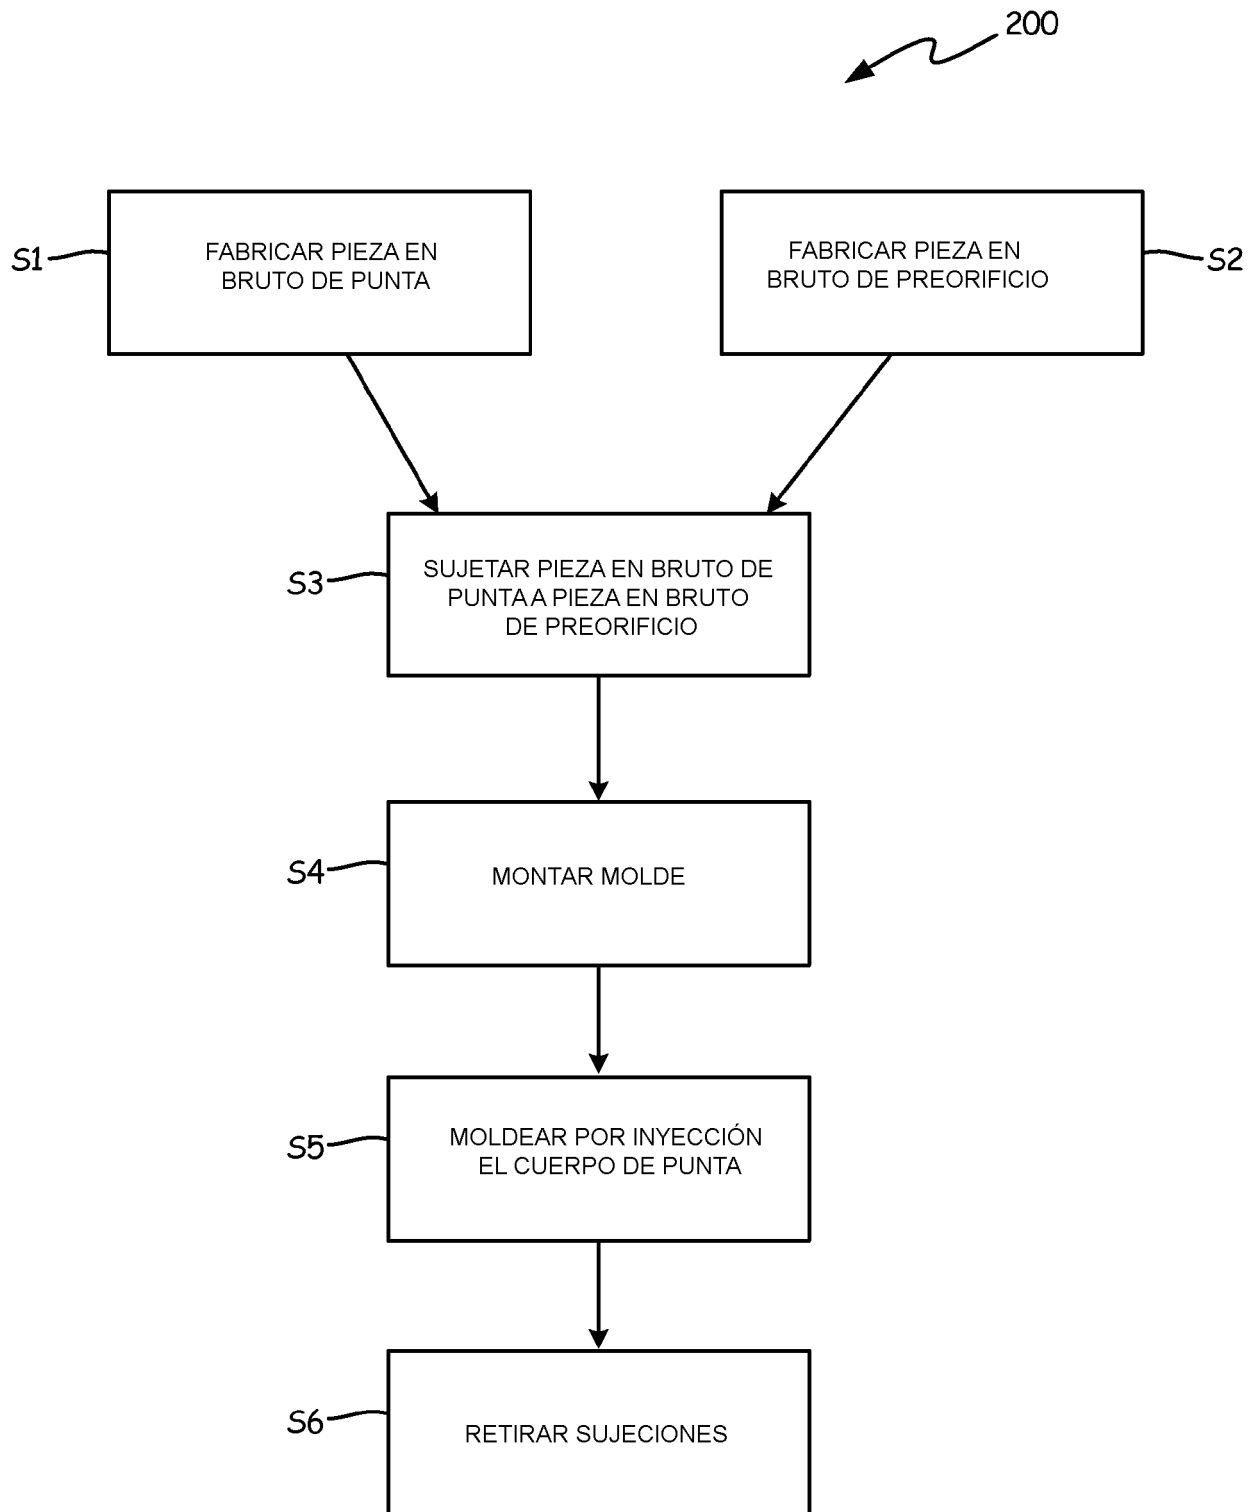 200
S1
FABRICAR PIEZA EN
BRUTO DE PUNTA
FABRICAR PIEZA EN
BRUTO DE PREORIFICIO
S2
S3
SUJETAR PIEZA EN BRUTO DE
PUNTA A PIEZA EN BRUTO
DE PREORIFICIO
S4
MONTAR MOLDE
S5
MOLDEAR POR INYECCIÓN
EL CUERPO DE PUNTA
S6
RETIRAR SUJECIONES